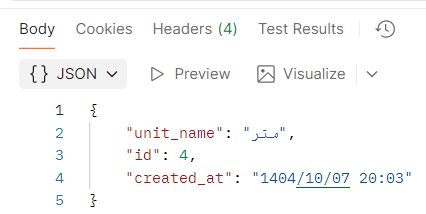 Body Cookies Headers (4) Test Results
{} JSON Preview Visualize
1 {
2 "unit_name": "متر",
3 "id": 4,
4 "created_at": "1404/10/07 20:03"
5 }